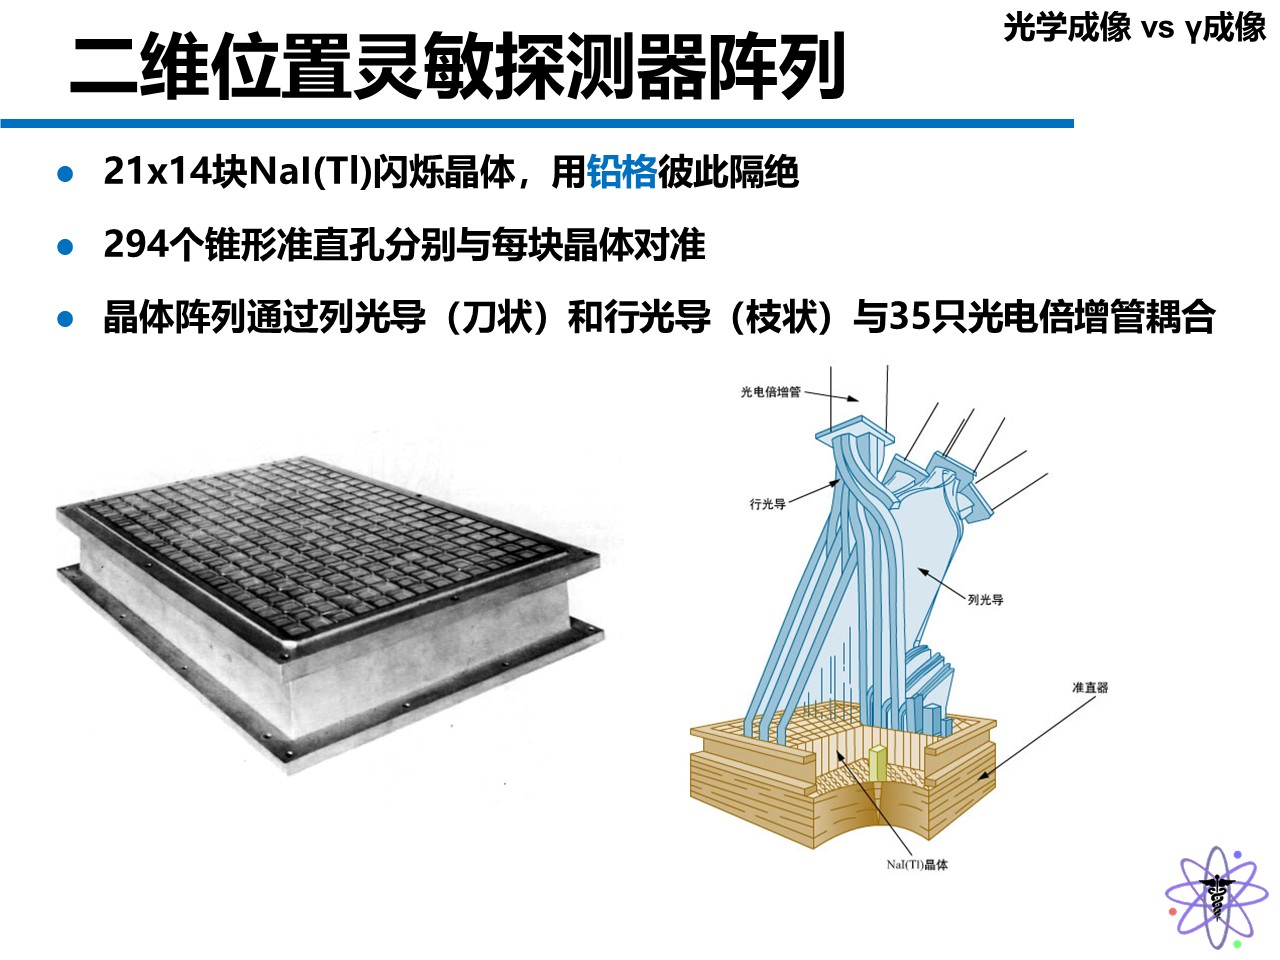 光学成像 vs γ成像
二维位置灵敏探测器阵列
21x14块NaI(Tl)闪烁晶体，用铅格彼此隔绝
294个锥形准直孔分别与每块晶体对准
晶体阵列通过列光导（刀状）和行光导（枝状）与35只光电倍增管耦合
光电倍增管
行光导
列光导
准直器
NaI(Tl)晶体